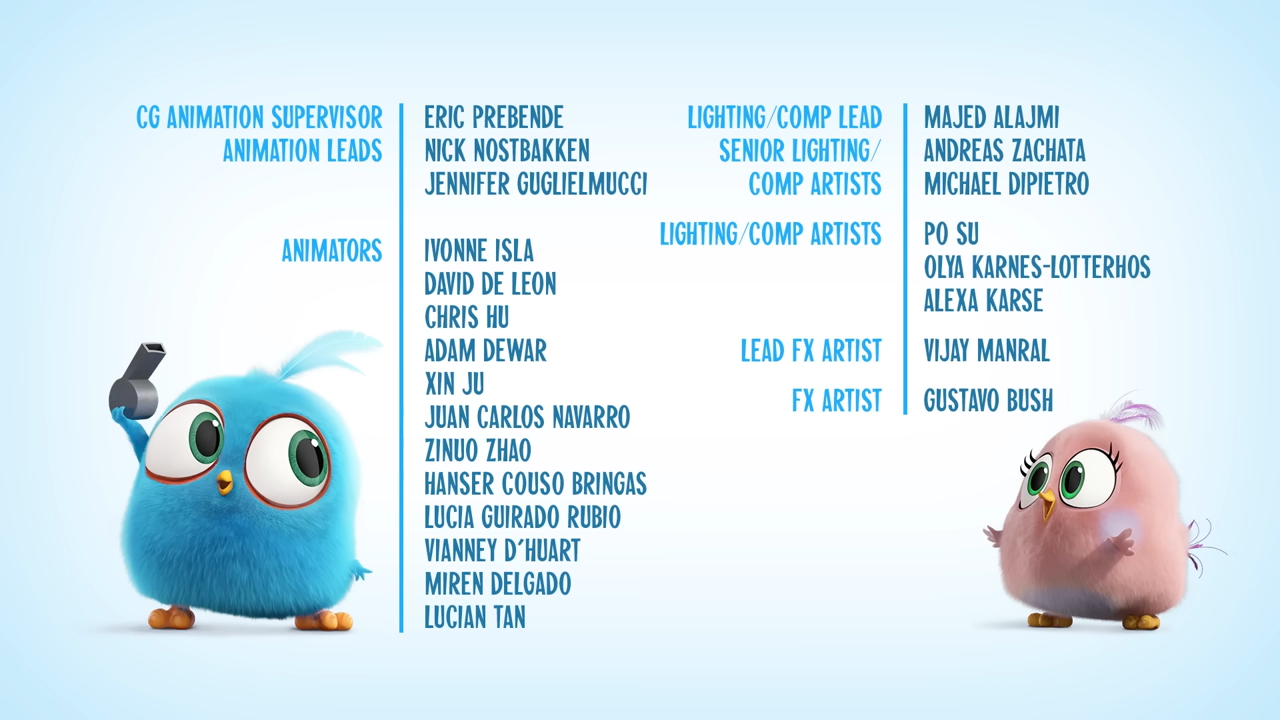 CG ANIMATION SUPERVISOR ERIC PREBENDE
ANIMATION LEADS NICK NOSTBAKKEN
JENNIFER GUGLIELMUCCI
ANIMATORS IVONNE ISLA
DAVID DE LEON
CHRIS HU
ADAM DEWAR
XIN JU
JUAN CARLOS NAVARRO
ZINUO ZHAO
HANSER COUSO BRINGAS
LUCIA GUIRADO RUBIO
VIANNEY D'HUART
MIREN DELGADO
LUCIAN TAN
LIGHTING/COMP LEAD MAJED ALAJMI
SENIOR LIGHTING/ ANDREAS ZACHATA
COMP ARTISTS MICHAEL DIPIETRO
LIGHTING/COMP ARTISTS PO SU
OLYA KARNES-LOTTERHOS
ALEXA KARSE
LEAD FX ARTIST VIJAY MANRAL
FX ARTIST GUSTAVO BUSH